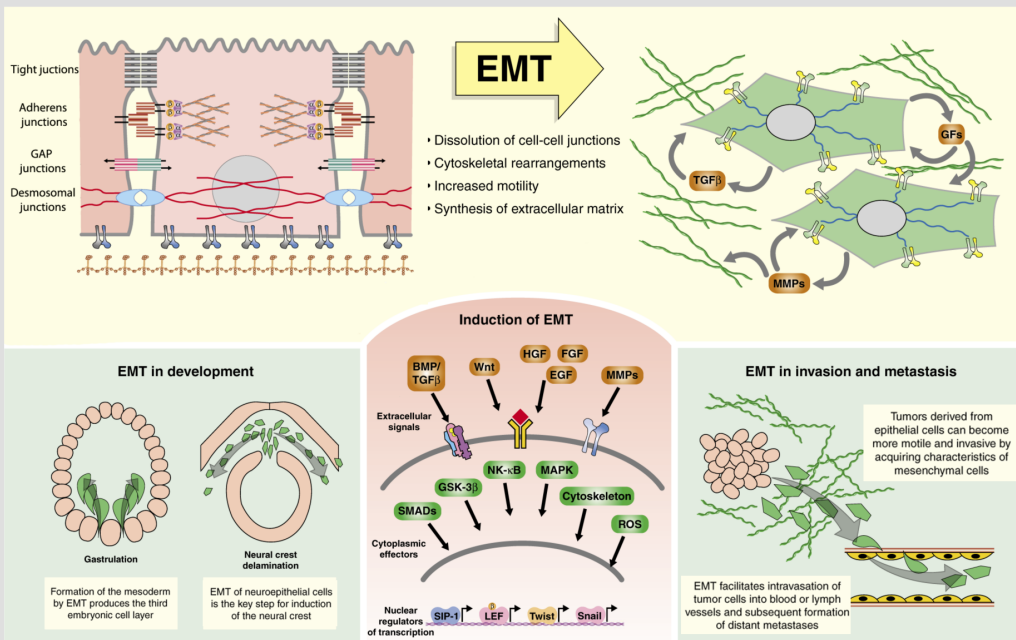 Tight juctions
Adherens
junctions
GAP
junctions
Desmosomal
junctions
β
β
β
β
EMT
• Dissolution of cell-cell junctions
• Cytoskeletal rearrangements
• Increased motility
• Synthesis of extracellular matrix
GFs
TGFβ
MMPs
EMT in development
Gastrulation
Neural crest
delamination
Formation of the mesoderm
by EMT produces the third
embryonic cell layer
EMT of neuroepithelial cells
is the key step for induction
of the neural crest
Induction of EMT
BMP/
TGFβ
Wnt
HGF
FGF
EGF
MMPs
Extracellular
signals
NK-κB
MAPK
GSK-3β
Cytoskeleton
SMADs
ROS
Cytoplasmic
effectors
Nuclear
regulators
of transcription
SIP-1
β
LEF
Twist
Snail
EMT in invasion and metastasis
Tumors derived from
epithelial cells can become
more motile and invasive by
acquiring characteristics of
mesenchymal cells
EMT facilitates intravasation of
tumor cells into blood or lymph
vessels and subsequent formation
of distant metastases